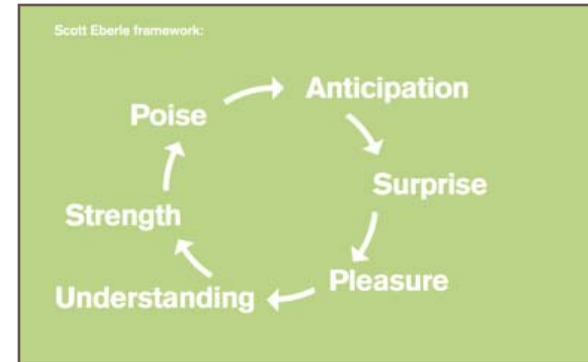 Scott Eberle framework:
Anticipation
Surprise
Pleasure
Understanding
Strength
Poise